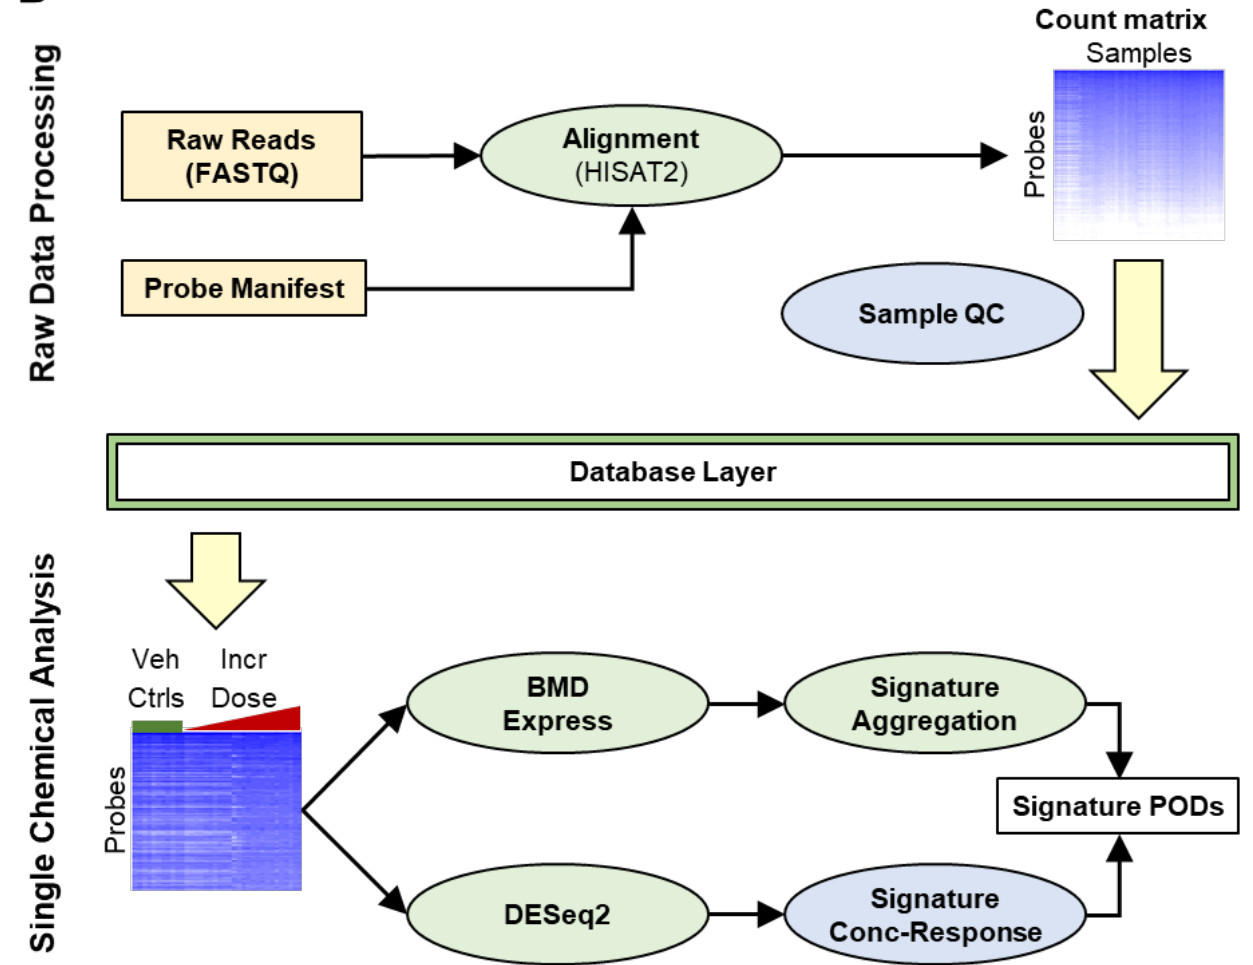 Count matrix
Samples
Probes
Raw Data Processing
Raw Reads
(FASTQ)
Alignment
(HISAT2)
Probe Manifest
Sample QC
Database Layer
Single Chemical Analysis
Veh
Ctrls
Incr
Dose
Probes
BMD
Express
Signature
Aggregation
Signature PODs
DESeq2
Signature
Conc-Response